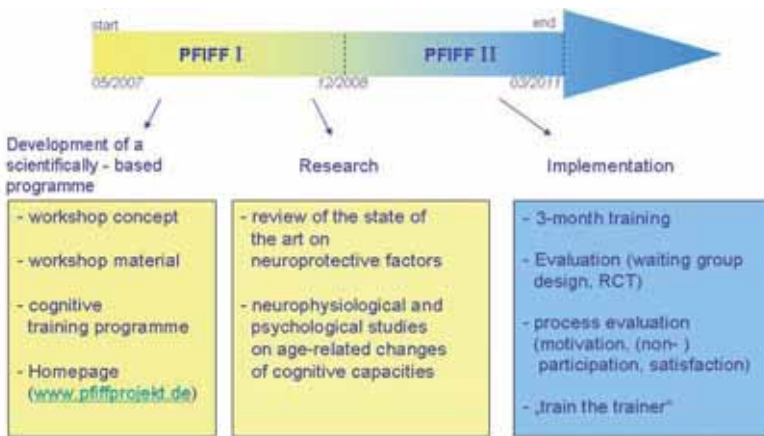 start
end
PFIFF I
PFIFF II
05/2007
12/2008
03/2011
Development of a
scientifically - based
programme
Research
Implementation
- workshop concept
- workshop material
- cognitive
training programme
- Homepage
(www.pfiffprojekt.de)
- review of the state of
the art on
neuroprotective factors
- neurophysiological and
psychological studies
on age-related changes
of cognitive capacities
- 3-month training
- Evaluation (waiting group
design, RCT)
- process evaluation
(motivation, (non- )
participation, satisfaction)
- „train the trainer“